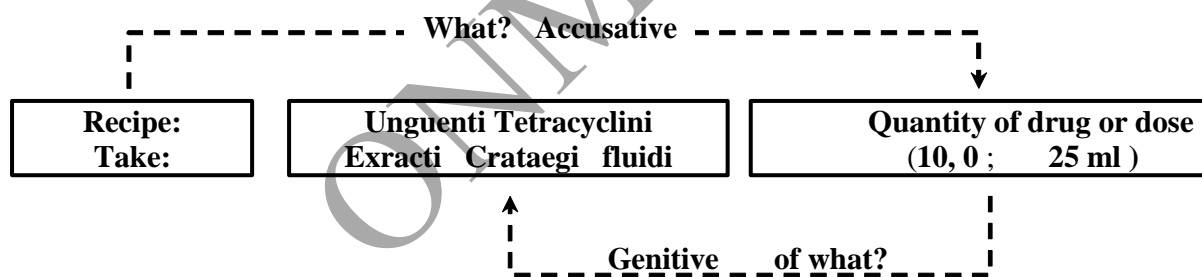 What? Accusative
Recipe: Unguenti Tetracyclini Quantity of drug or dose
Take: Exracti Crataegi fluidi (10, 0 ; 25 ml )
Genitive of what?
ONM